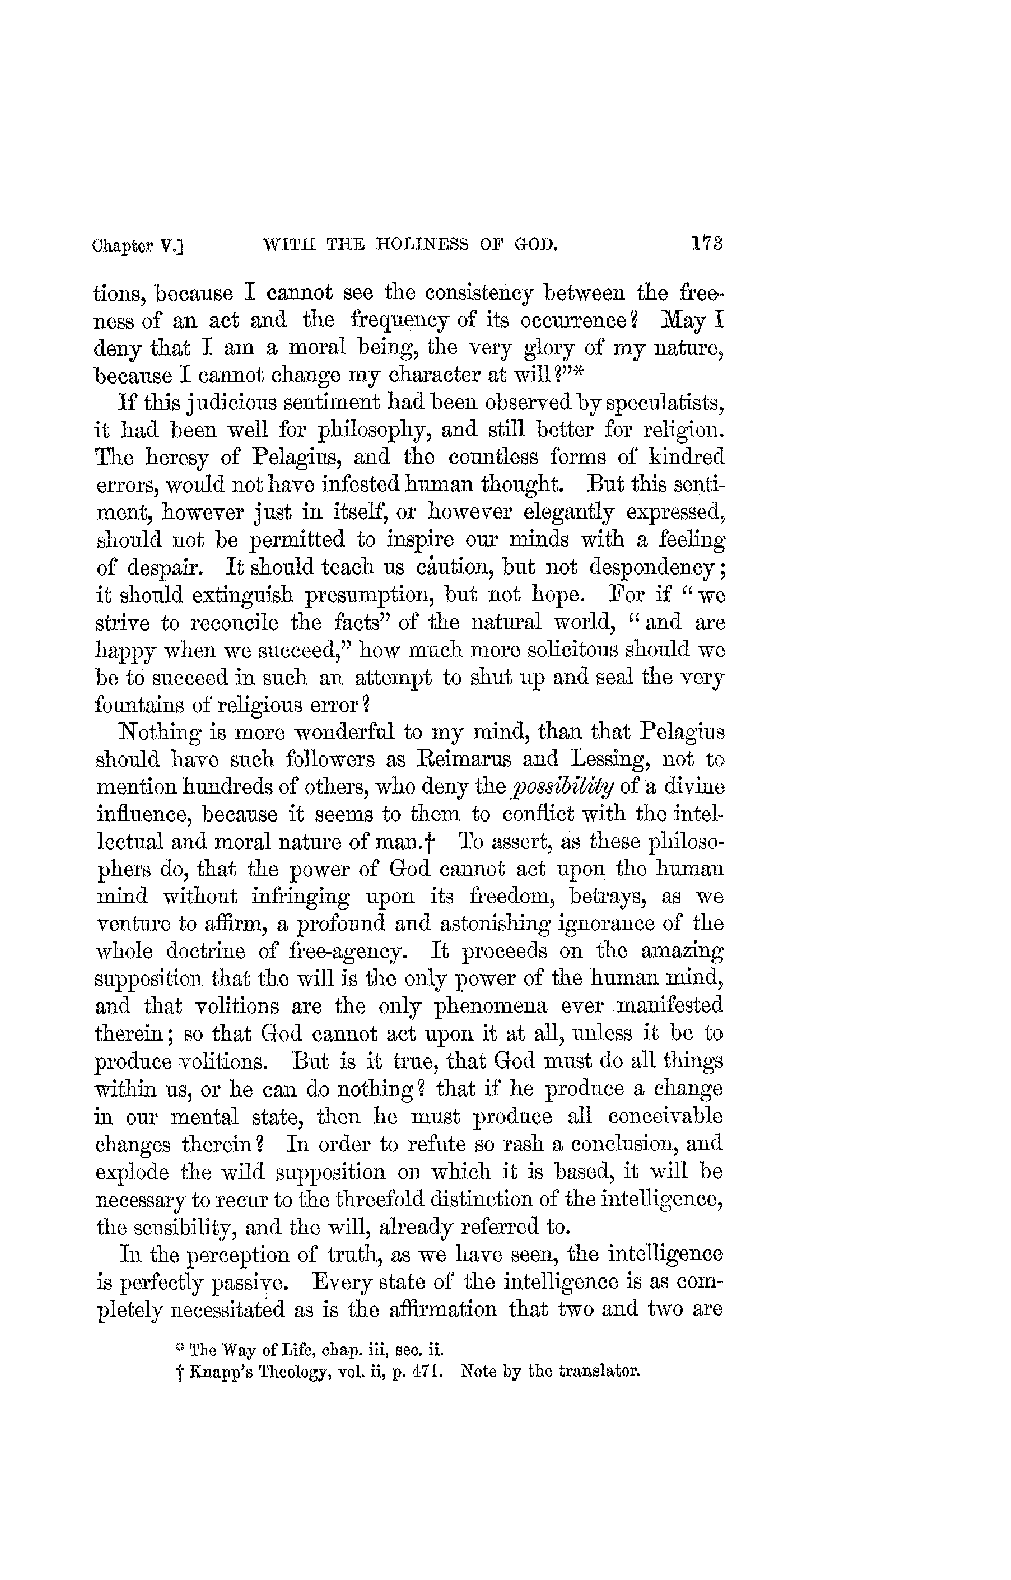 Chapter V.] WITH THE HOLINESS OF GOD. 173
tions, because I cannot see the consistency between the free-
ness of an act and the frequency of its occurrence? May I
deny that I am a moral being, the very glory of my nature,
because I cannot change my character at will?"*
If this judicious sentiment had been observed by speculatists,
it had been well for philosophy, and still better for religion.
The heresy of Pelagius, and the countless forms of kindred
errors, would not have infested human thought. But this senti-
ment, however just in itself, or however elegantly expressed,
should not be permitted to inspire our minds with a feeling
of despair. It should teach us caution, but not despondency;
it should extinguish presumption, but not hope. For if "we
strive to reconcile the facts" of the natural world, "and are
happy when we succeed," how much more solicitous should we
be to succeed in such an attempt to shut up and seal the very
fountains of religious error?
Nothing is more wonderful to my mind, than that Pelagius
should have such followers as Reimarus and Lessing, not to
mention hundreds of others, who deny the possibility of a divine
influence, because it seems to them to conflict with the intel-
lectual and moral nature of man.† To assert, as these philoso-
phers do, that the power of God cannot act upon the human
mind without infringing upon its freedom, betrays, as we
venture to affirm, a profound and astonishing ignorance of the
whole doctrine of free-agency. It proceeds on the amazing
supposition that the will is the only power of the human mind,
and that volitions are the only phenomena ever manifested
therein; so that God cannot act upon it at all, unless it be to
produce volitions. But is it true, that God must do all things
within us, or he can do nothing? that if he produce a change
in our mental state, then he must produce all conceivable
changes therein? In order to refute so rash a conclusion, and
explode the wild supposition on which it is based, it will be
necessary to recur to the threefold distinction of the intelligence,
the sensibility, and the will, already referred to.
In the perception of truth, as we have seen, the intelligence
is perfectly passive. Every state of the intelligence is as com-
pletely necessitated as is the affirmation that two and two are
* The Way of Life, chap. iii, sec. ii.
† Knapp's Theology, vol. ii, p. 471. Note by the translator.